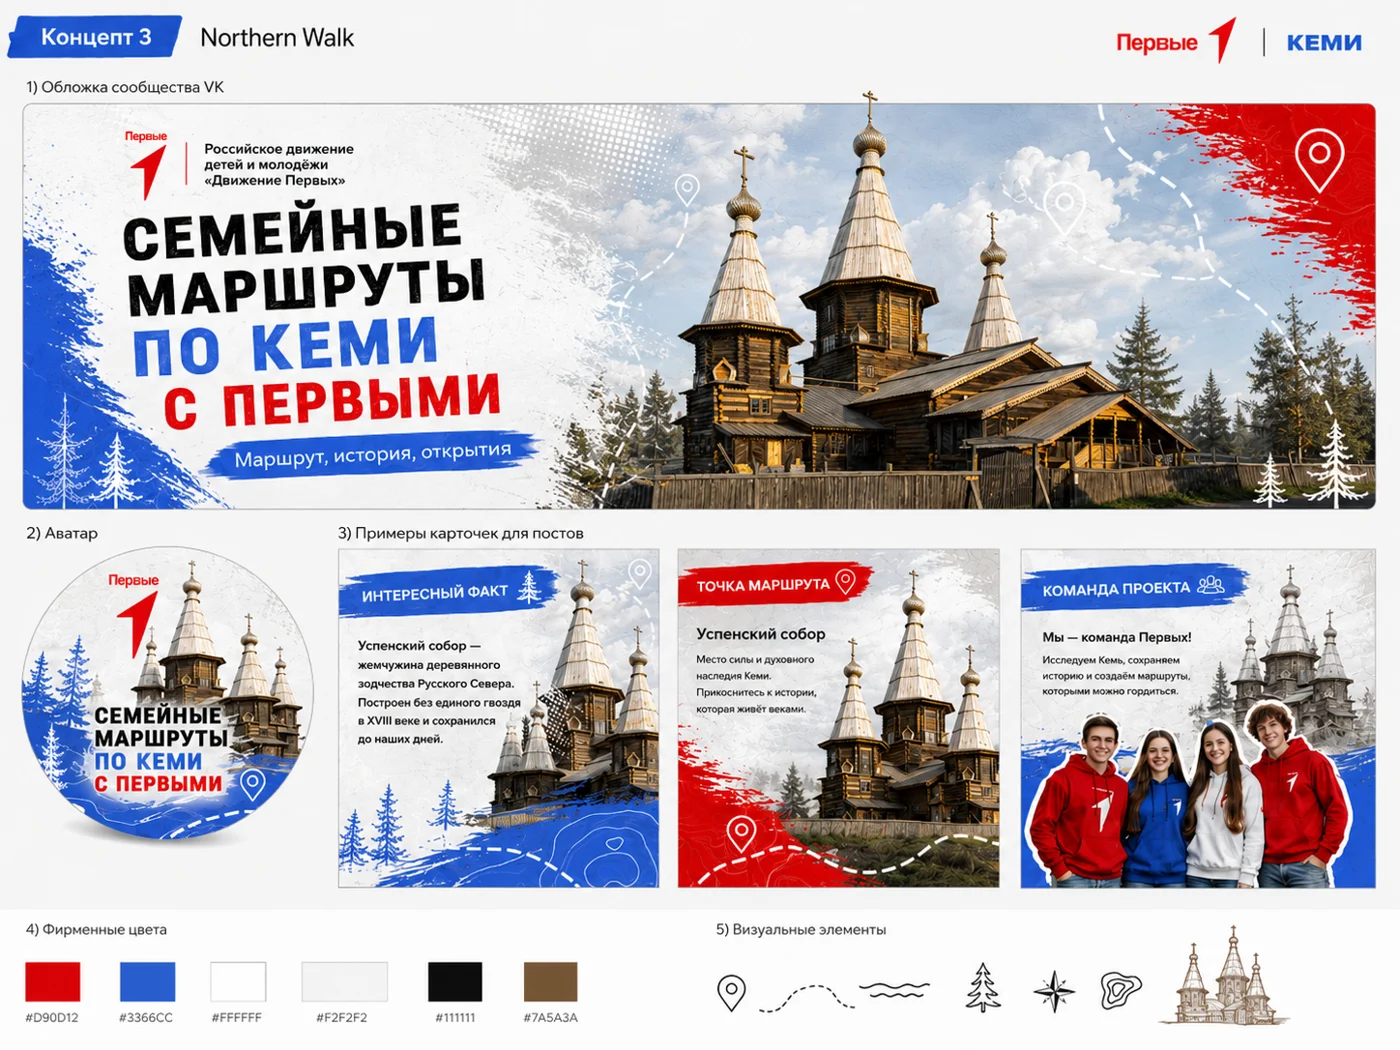 Концепт 3
Northern Walk
Первые
КЕМИ
1) Обложка сообщества VK
Первые
Российское движение
детей и молодёжи
«Движение Первых»
СЕМЕЙНЫЕ
МАРШРУТЫ
ПО КЕМИ
С ПЕРВЫМИ
Маршрут, история, открытия
2) Аватар
Первые
СЕМЕЙНЫЕ
МАРШРУТЫ
ПО КЕМИ
С ПЕРВЫМИ
3) Примеры карточек для постов
ИНТЕРЕСНЫЙ ФАКТ
Успенский собор —
жемчужина деревянного
зодчества Русского Севера.
Построен без единого гвоздя
в XVIII веке и сохранился
до наших дней.
ТОЧКА МАРШРУТА
Успенский собор
Место силы и духовного
наследия Кеми.
Прикоснитесь к истории,
которая живёт веками.
КОМАНДА ПРОЕКТА
Мы — команда Первых!
Исследуем Кемь, сохраняем
историю и создаём маршруты,
которыми можно гордиться.
4) Фирменные цвета
#D90D12
#3366CC
#FFFFFF
#F2F2F2
#111111
#7A5A3A
5) Визуальные элементы